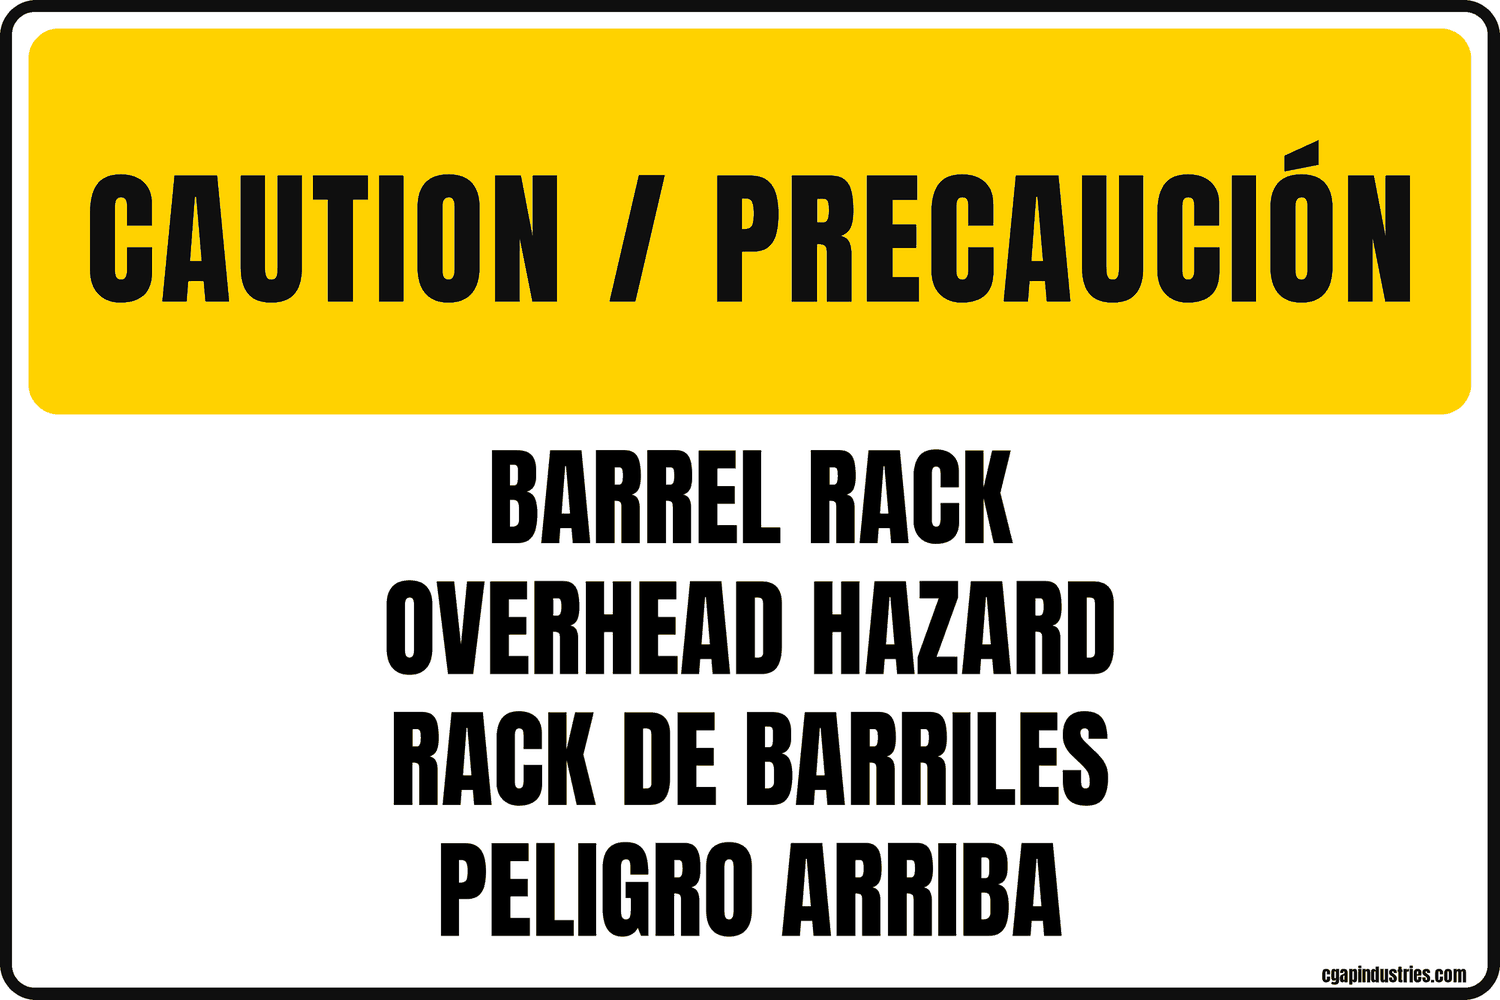 CAUTION / PRECAUCIÓN
BARREL RACK
OVERHEAD HAZARD
RACK DE BARRILES
PELIGRO ARRIBA
cgapindustries.com